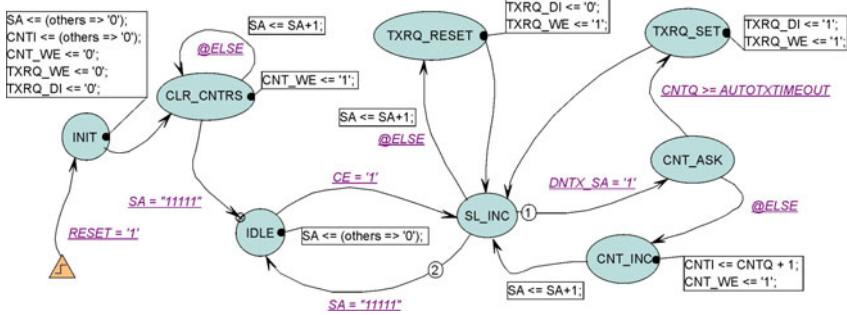 SA <= (others => '0');
CNTI <= (others => '0');
CNT_WE <= '0';
TXRQ_WE <= '0';
TXRQ_DI <= '0';
SA <= SA+1;
@ELSE
CNT_WE <= '1';
CLR_CNTRS
INIT
RESET = '1'
SA = "11111"
IDLE
SA <= (others => '0');
CE = '1'
TXRQ_RESET
TXRQ_DI <= '0';
TXRQ_WE <= '1';
SA <= SA+1;
@ELSE
SL_INC
1
2
SA = "11111"
DNTX_SA = '1'
TXRQ_SET
TXRQ_DI <= '1';
TXRQ_WE <= '1';
CNTQ >= AUTOTXTIMEOUT
CNT_ASK
@ELSE
CNT_INC
CNTI <= CNTQ + 1;
CNT_WE <= '1';
SA <= SA+1;